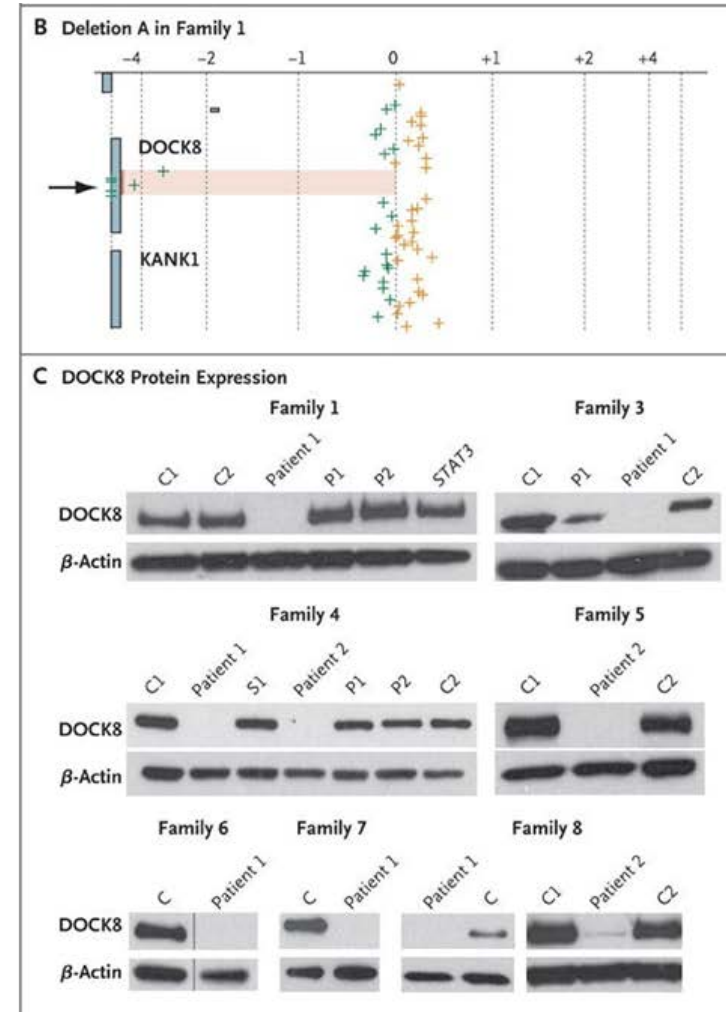 B Deletion A in Family 1
-4 -2 -1 0 +1 +2 +4
DOCK8
KANK1
C DOCK8 Protein Expression
Family 1
C1 C2 Patient 1 P1 P2 STAT3
DOCK8
β-Actin
Family 3
C1 P1 Patient 1 C2
Family 4
C1 Patient 1 S1 Patient 2 P1 P2 C2
DOCK8
β-Actin
Family 5
C1 Patient 2 C2
Family 6
C Patient 1
DOCK8
β-Actin
Family 7
C Patient 1
Family 8
Patient 1 C C1 Patient 2 C2